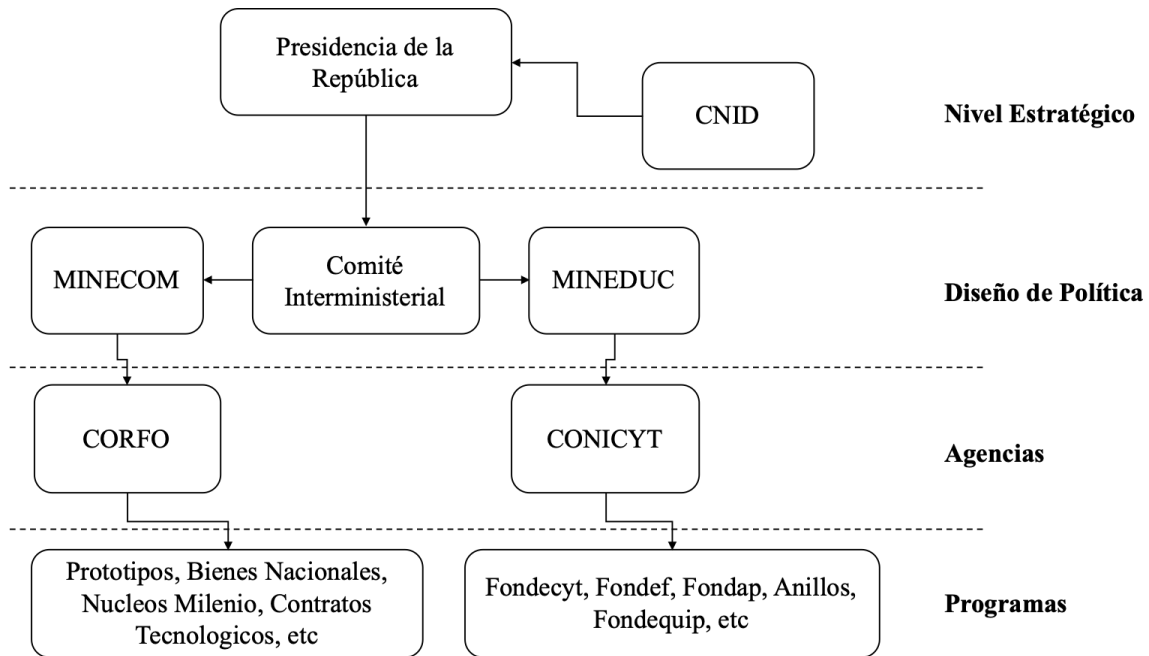 Presidencia de la
República
CNID
Nivel Estratégico
MINECOM
Comité
Interministerial
MINEDUC
Diseño de Política
CORFO
CONICYT
Agencias
Prototipos, Bienes Nacionales,
Nucleos Milenio, Contratos
Tecnologicos, etc
Fondecyt, Fondef, Fondap, Anillos,
Fondequip, etc
Programas